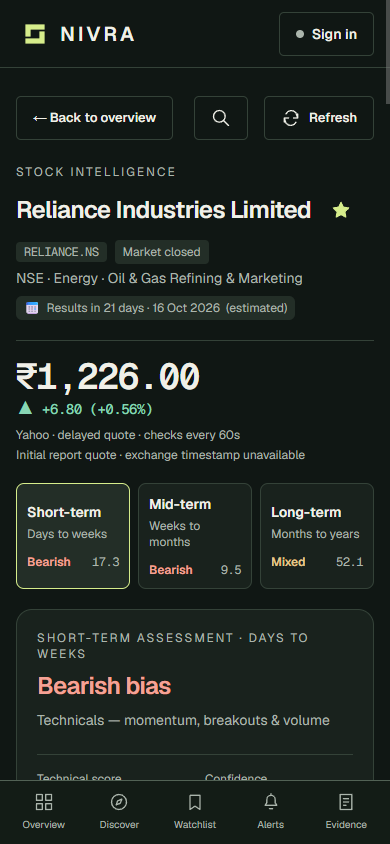 NIVRA
Sign in
← Back to overview
Refresh
STOCK INTELLIGENCE
Reliance Industries Limited
RELIANCE.NS
Market closed
NSE · Energy · Oil & Gas Refining & Marketing
Results in 21 days · 16 Oct 2026 (estimated)
₹1,226.00
▲ +6.80 (+0.56%)
Yahoo · delayed quote · checks every 60s
Initial report quote · exchange timestamp unavailable
Short-term
Days to weeks
Bearish 17.3
Mid-term
Weeks to
months
Bearish 9.5
Long-term
Months to years
Mixed 52.1
SHORT-TERM ASSESSMENT · DAYS TO
WEEKS
Bearish bias
Technicals — momentum, breakouts & volume
Technical score
Confidence
Overview
Discover
Watchlist
Alerts
Evidence